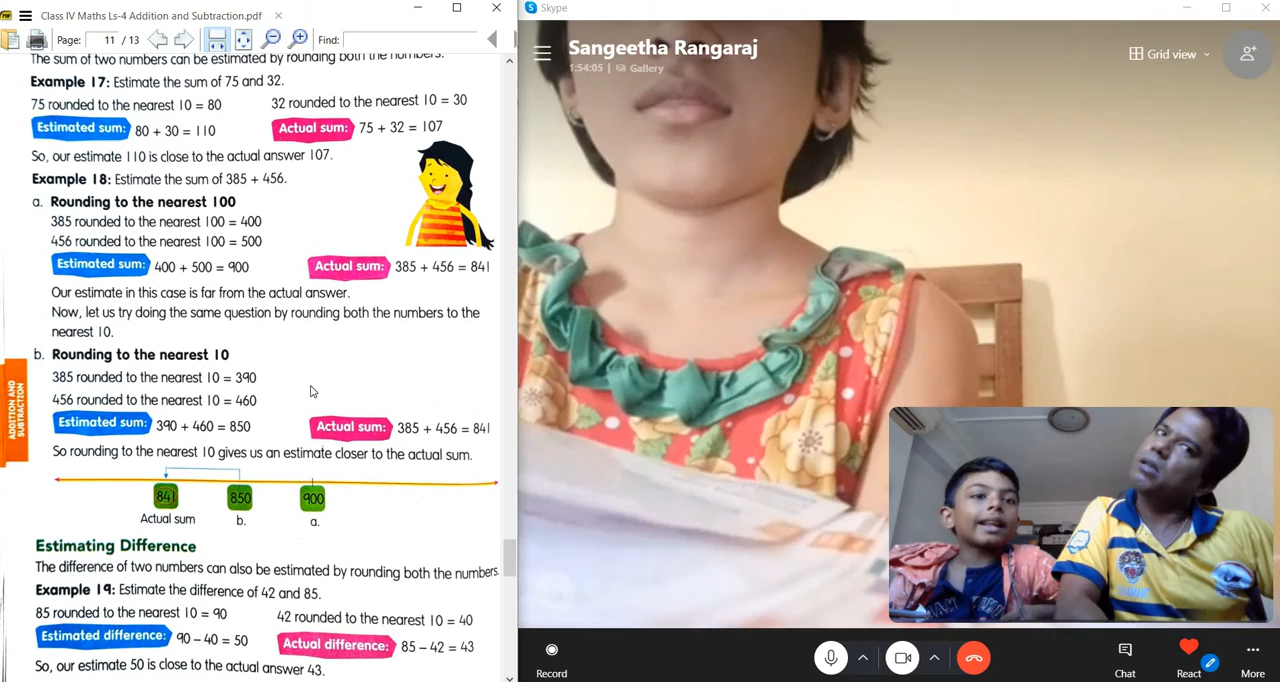 Class IV Maths Ls-4 Addition and Subtraction.pdf
Page: 11 / 13
Find:
The sum of two numbers can be estimated by rounding both the numbers.
Example 17: Estimate the sum of 75 and 32.
75 rounded to the nearest 10 = 80
32 rounded to the nearest 10 = 30
Estimated sum: 80 + 30 = 110
Actual sum: 75 + 32 = 107
So, our estimate 110 is close to the actual answer 107.
Example 18: Estimate the sum of 385 + 456.
a. Rounding to the nearest 100
385 rounded to the nearest 100 = 400
456 rounded to the nearest 100 = 500
Estimated sum: 400 + 500 = 900
Actual sum: 385 + 456 = 841
Our estimate in this case is far from the actual answer.
Now, let us try doing the same question by rounding both the numbers to the
nearest 10.
b. Rounding to the nearest 10
385 rounded to the nearest 10 = 390
456 rounded to the nearest 10 = 460
Estimated sum: 390 + 460 = 850
Actual sum: 385 + 456 = 841
So rounding to the nearest 10 gives us an estimate closer to the actual sum.
841 850 900
Actual sum b. a.
ADDITION AND
SUBTRACTION
Estimating Difference
The difference of two numbers can also be estimated by rounding both the numbers.
Example 19: Estimate the difference of 42 and 85.
85 rounded to the nearest 10 = 90
42 rounded to the nearest 10 = 40
Estimated difference: 90 – 40 = 50
Actual difference: 85 – 42 = 43
So, our estimate 50 is close to the actual answer 43.
Skype
Sangeetha Rangaraj
1:54:05 | Gallery
Grid view
Record
Chat
React
More